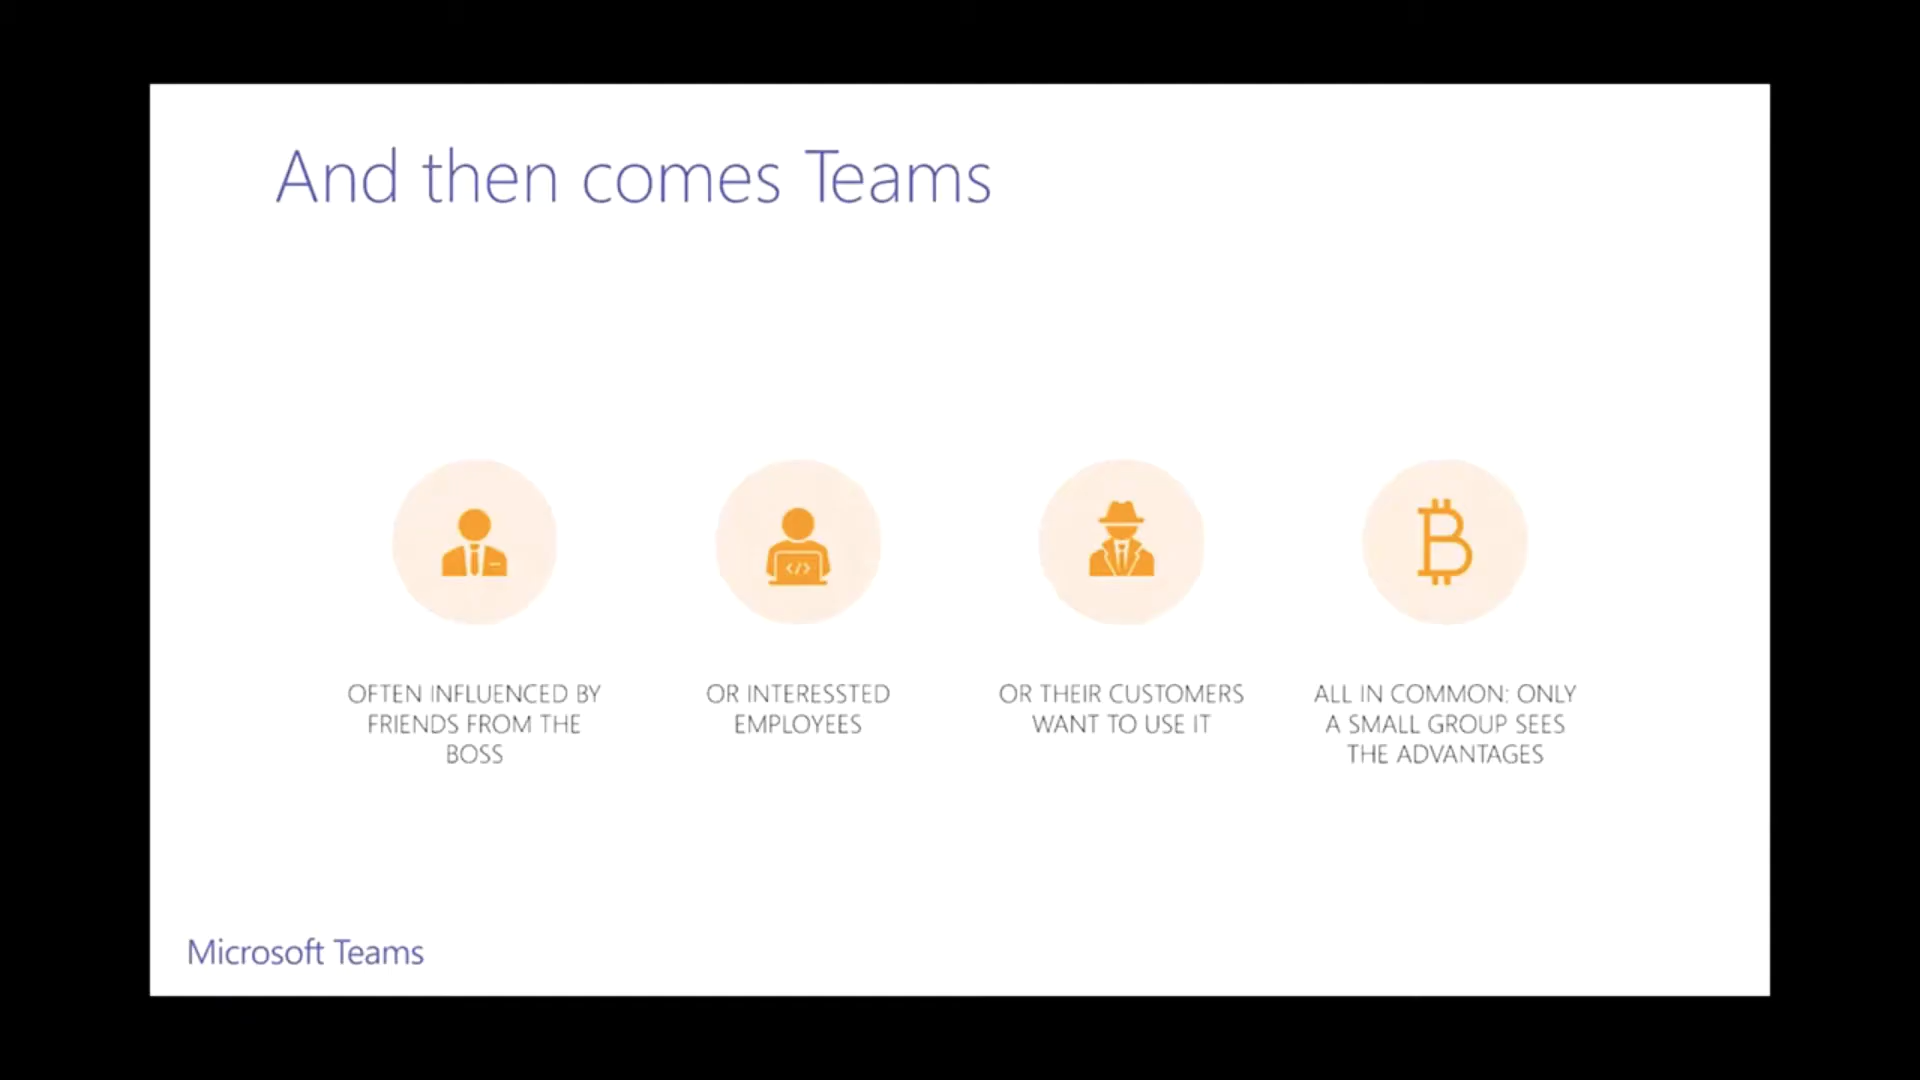 And then comes Teams
</>
OFTEN INFLUENCED BY
FRIENDS FROM THE
BOSS
OR INTERESSTED
EMPLOYEES
OR THEIR CUSTOMERS
WANT TO USE IT
ALL IN COMMON: ONLY
A SMALL GROUP SEES
THE ADVANTAGES
Microsoft Teams